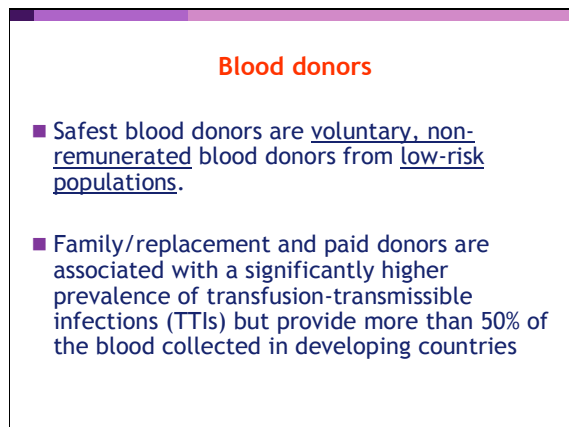 Blood donors
Safest blood donors are voluntary, non-
remunerated blood donors from low-risk
populations.
Family/replacement and paid donors are
associated with a significantly higher
prevalence of transfusion-transmissible
infections (TTIs) but provide more than 50% of
the blood collected in developing countries